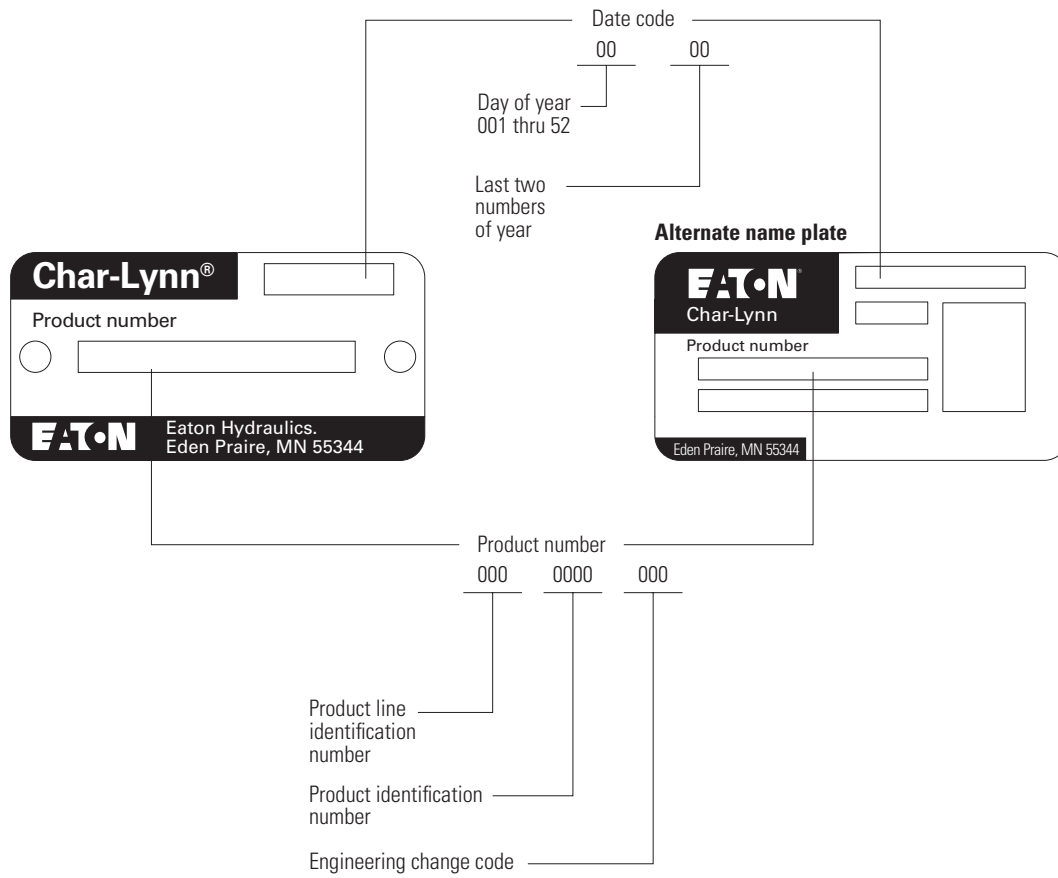 Date code
00 00
Day of year
001 thru 52
Last two
numbers
of year
Alternate name plate
Char-Lynn®
Product number
EATON
Eaton Hydraulics.
Eden Praire, MN 55344
EATON®
Char-Lynn
Product number
Eden Praire, MN 55344
Product number
000 0000 000
Product line
identification
number
Product identification
number
Engineering change code